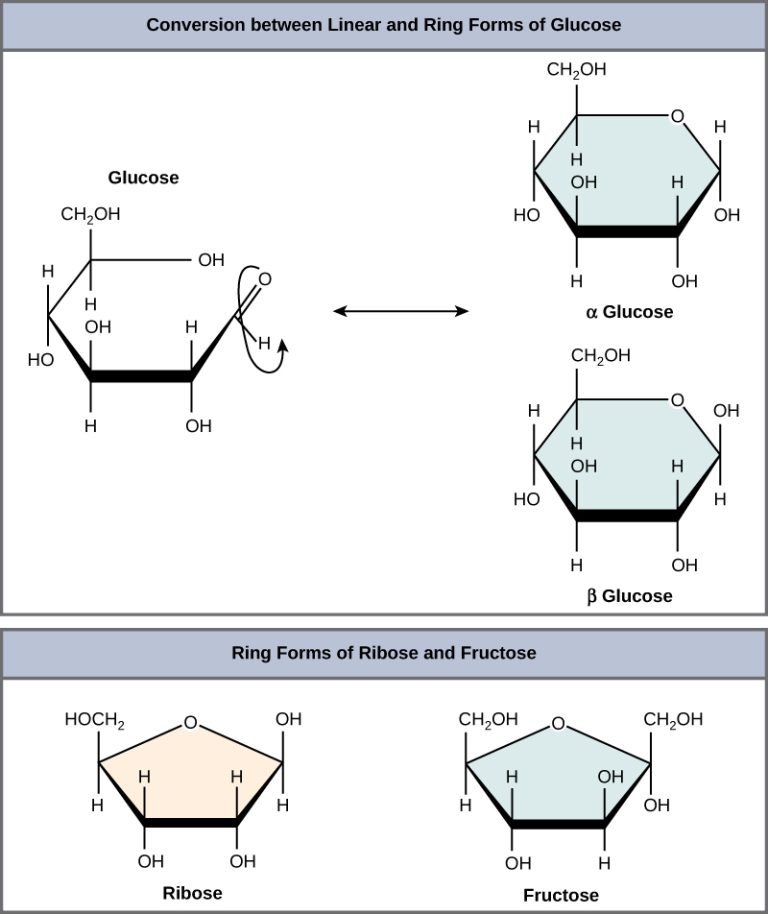 Conversion between Linear and Ring Forms of Glucose
Glucose
CH₂OH
OH
H
H
O
OH
H
H
HO
H
OH
CH₂OH
O
H
H
H
OH
H
HO
OH
H
OH
α Glucose
CH₂OH
O
H
OH
H
OH
H
HO
H
H
OH
β Glucose
Ring Forms of Ribose and Fructose
HOCH₂
O
OH
H
H
H
H
OH
OH
Ribose
CH₂OH
O
CH₂OH
H
OH
H
OH
OH
H
Fructose